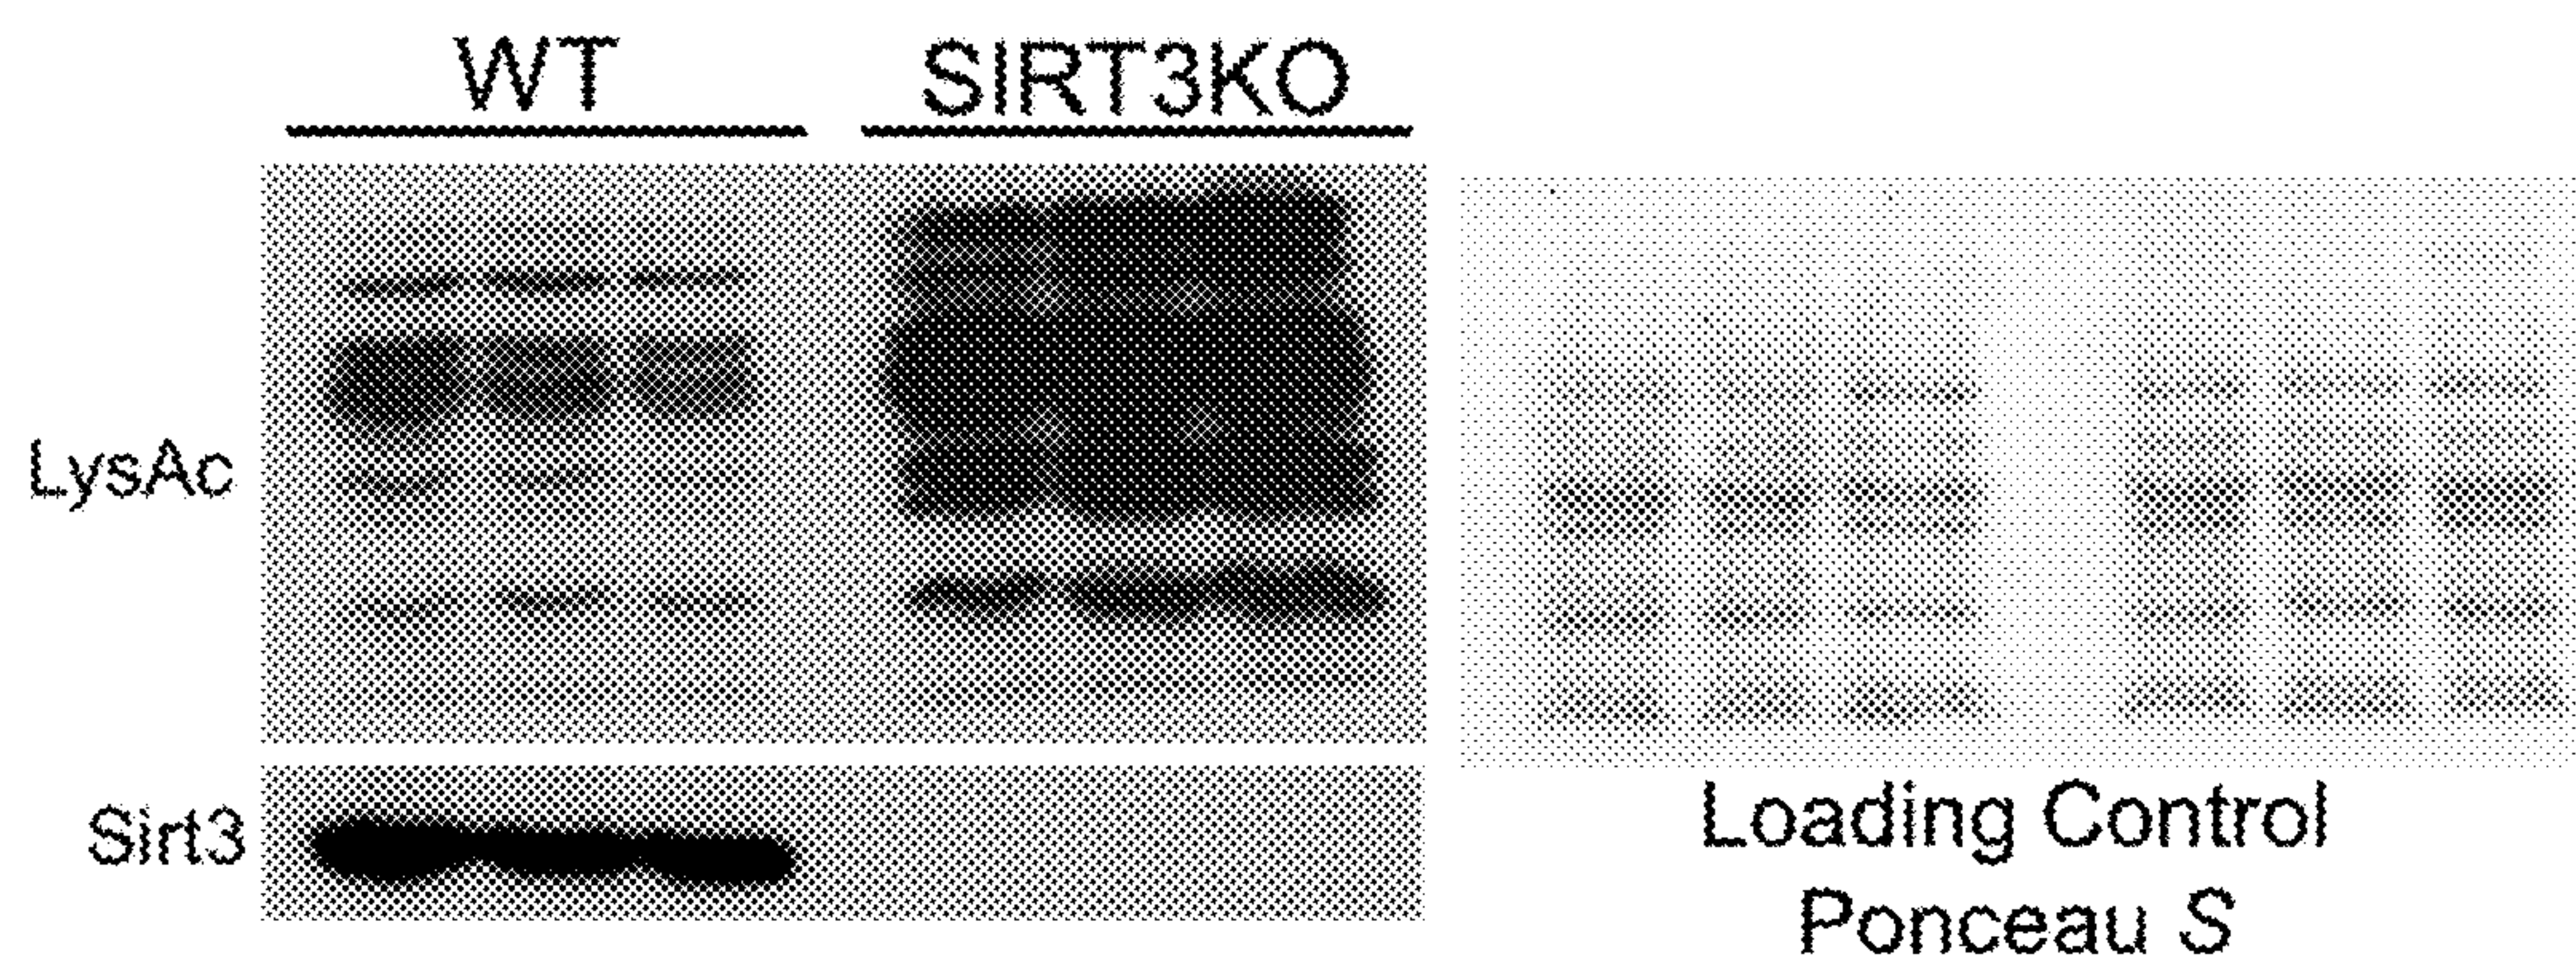 WT SIRT3KO
LysAc
Sirt3
Loading Control
Ponceau S